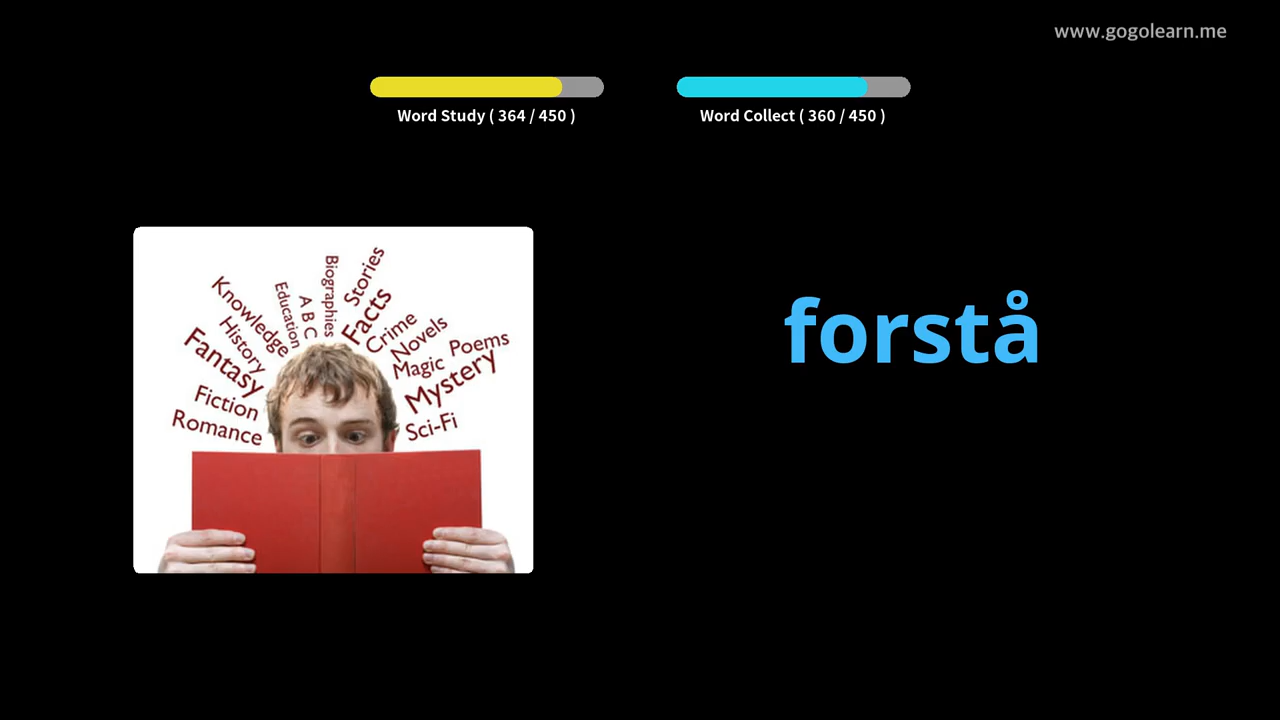 www.gogolearn.me
Word Study ( 364 / 450 )
Word Collect ( 360 / 450 )
Romance
Fiction
Fantasy
History
Knowledge
Education
A B C
Biographies
Stories
Facts
Crime
Novels
Magic
Poems
Mystery
Sci-Fi
forstå